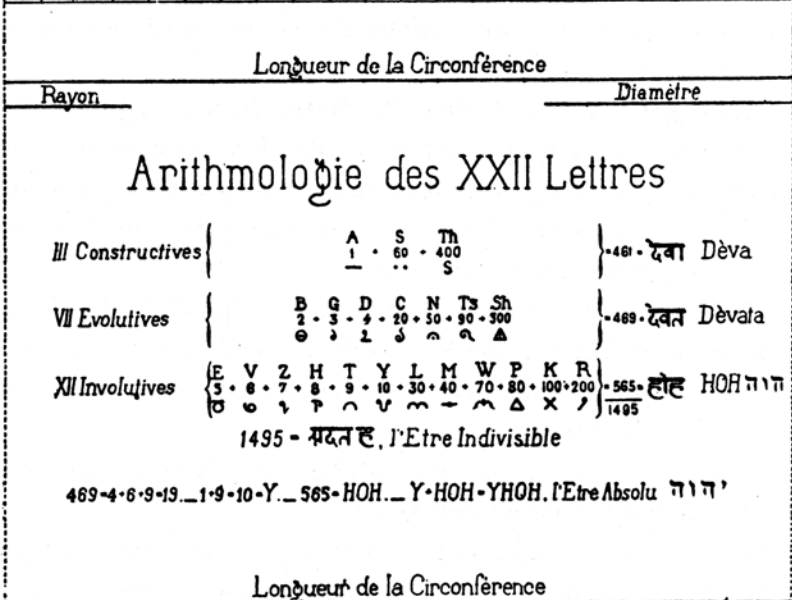 Longueur de la Circonférence
Rayon Diamètre
Arithmologie des XXII Lettres
A S Th
III Constructives { 1 + 60 + 400 } =461= देवा Dèva
S
B G D C N Ts Sh
VII Evolutives { 2 + 3 + 4 + 20 + 50 + 90 + 300 } =469= देवत Dèvata
E V Z H T Y L M W P K R
XII Involutives { 5 + 6 + 7 + 8 + 9 + 10 + 30 + 40 + 70 + 80 + 100 + 200 } =565= होह HOH הוה
1495
1495 = , l'Etre Indivisible
469=4+6+9=19._1+9=10=Y._ 565=HOH._ Y+HOH=YHOH, l'Etre Absolu יהוה
Longueur de la Circonférence